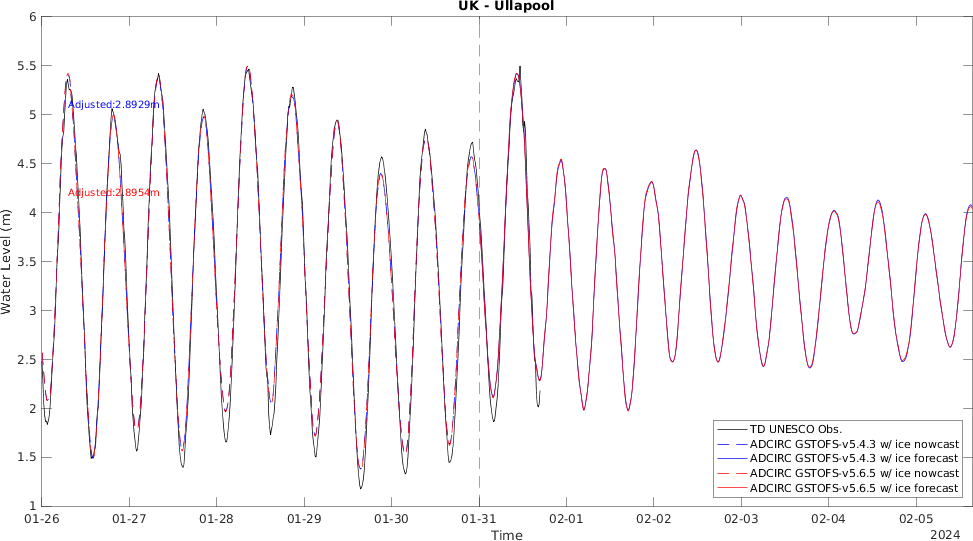 UK - Ullapool
6
5.5
5
4.5
4
3.5
3
2.5
2
1.5
1
Water Level (m)
Adjusted:2.8929m
Adjusted:2.8954m
TD UNESCO Obs.
ADCIRC GSTOFS-v5.4.3 w/ ice nowcast
ADCIRC GSTOFS-v5.4.3 w/ ice forecast
ADCIRC GSTOFS-v5.6.5 w/ ice nowcast
ADCIRC GSTOFS-v5.6.5 w/ ice forecast
01-26 01-27 01-28 01-29 01-30 01-31 02-01 02-02 02-03 02-04 02-05
Time
2024